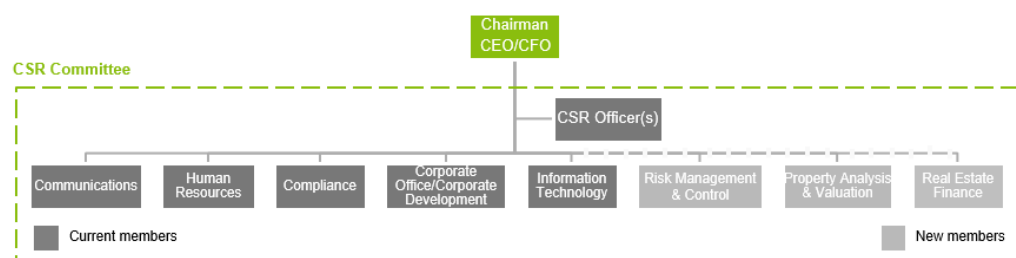 Chairman
CEO/CFO
CSR Committee
CSR Officer(s)
Communications
Human
Resources
Compliance
Corporate
Office/Corporate
Development
Information
Technology
Risk Management
& Control
Property Analysis
& Valuation
Real Estate
Finance
Current members
New members